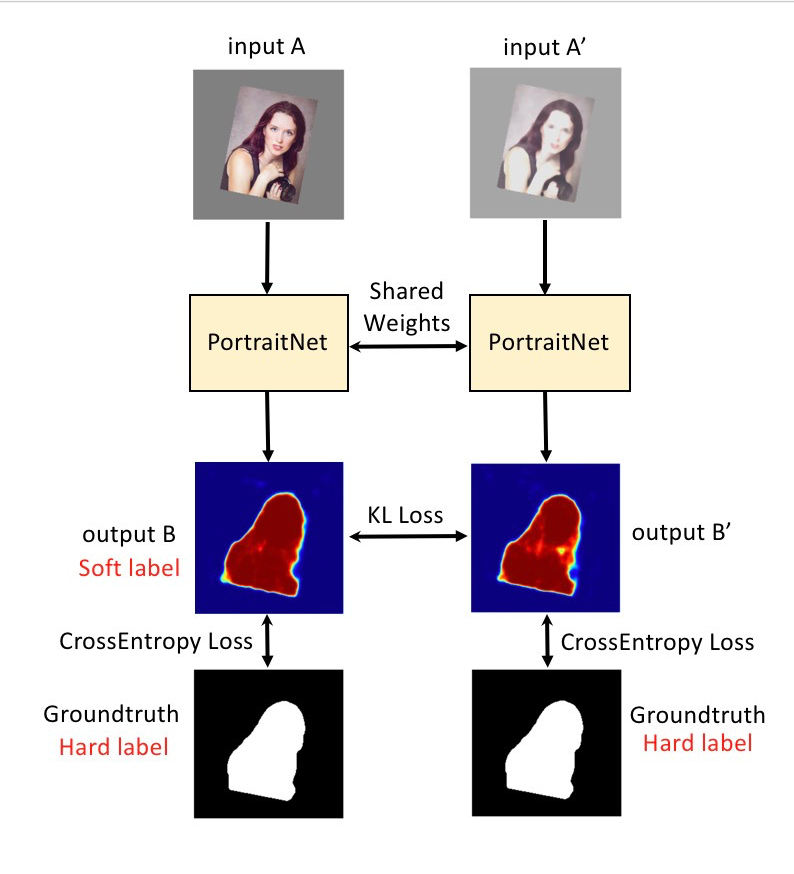 input A
input A’
Shared
Weights
PortraitNet
PortraitNet
KL Loss
output B
Soft label
output B’
CrossEntropy Loss
CrossEntropy Loss
Groundtruth
Hard label
Groundtruth
Hard label